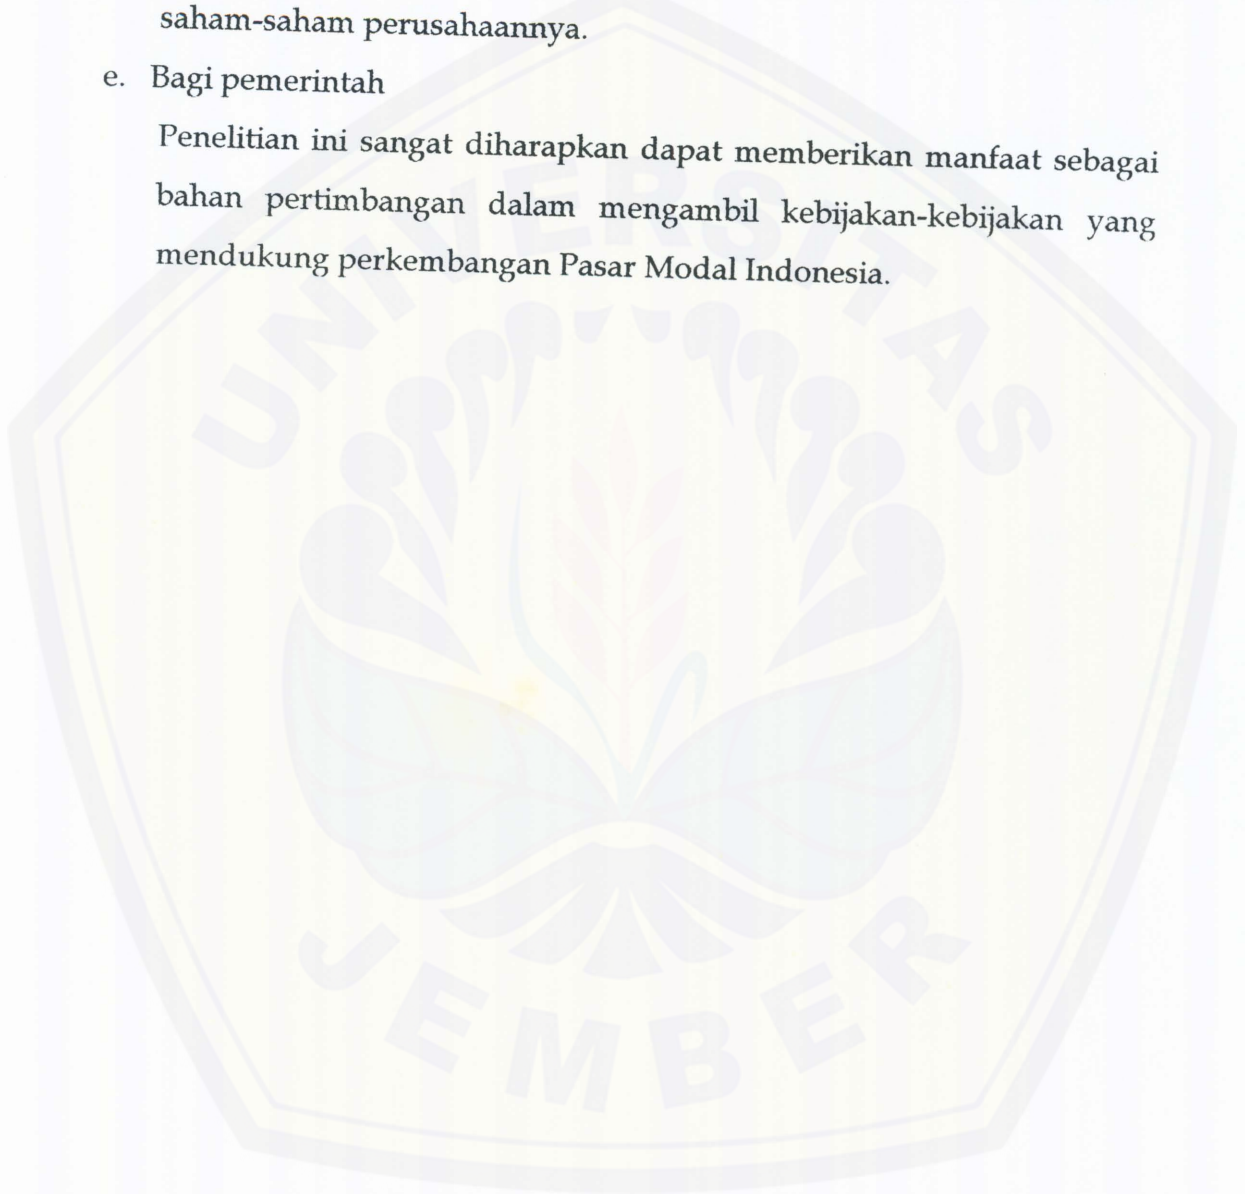 saham-saham perusahaannya.
e. Bagi pemerintah
Penelitian ini sangat diharapkan dapat memberikan manfaat sebagai
bahan pertimbangan dalam mengambil kebijakan-kebijakan yang
mendukung perkembangan Pasar Modal Indonesia.
UNIVERSITAS
JEMBER